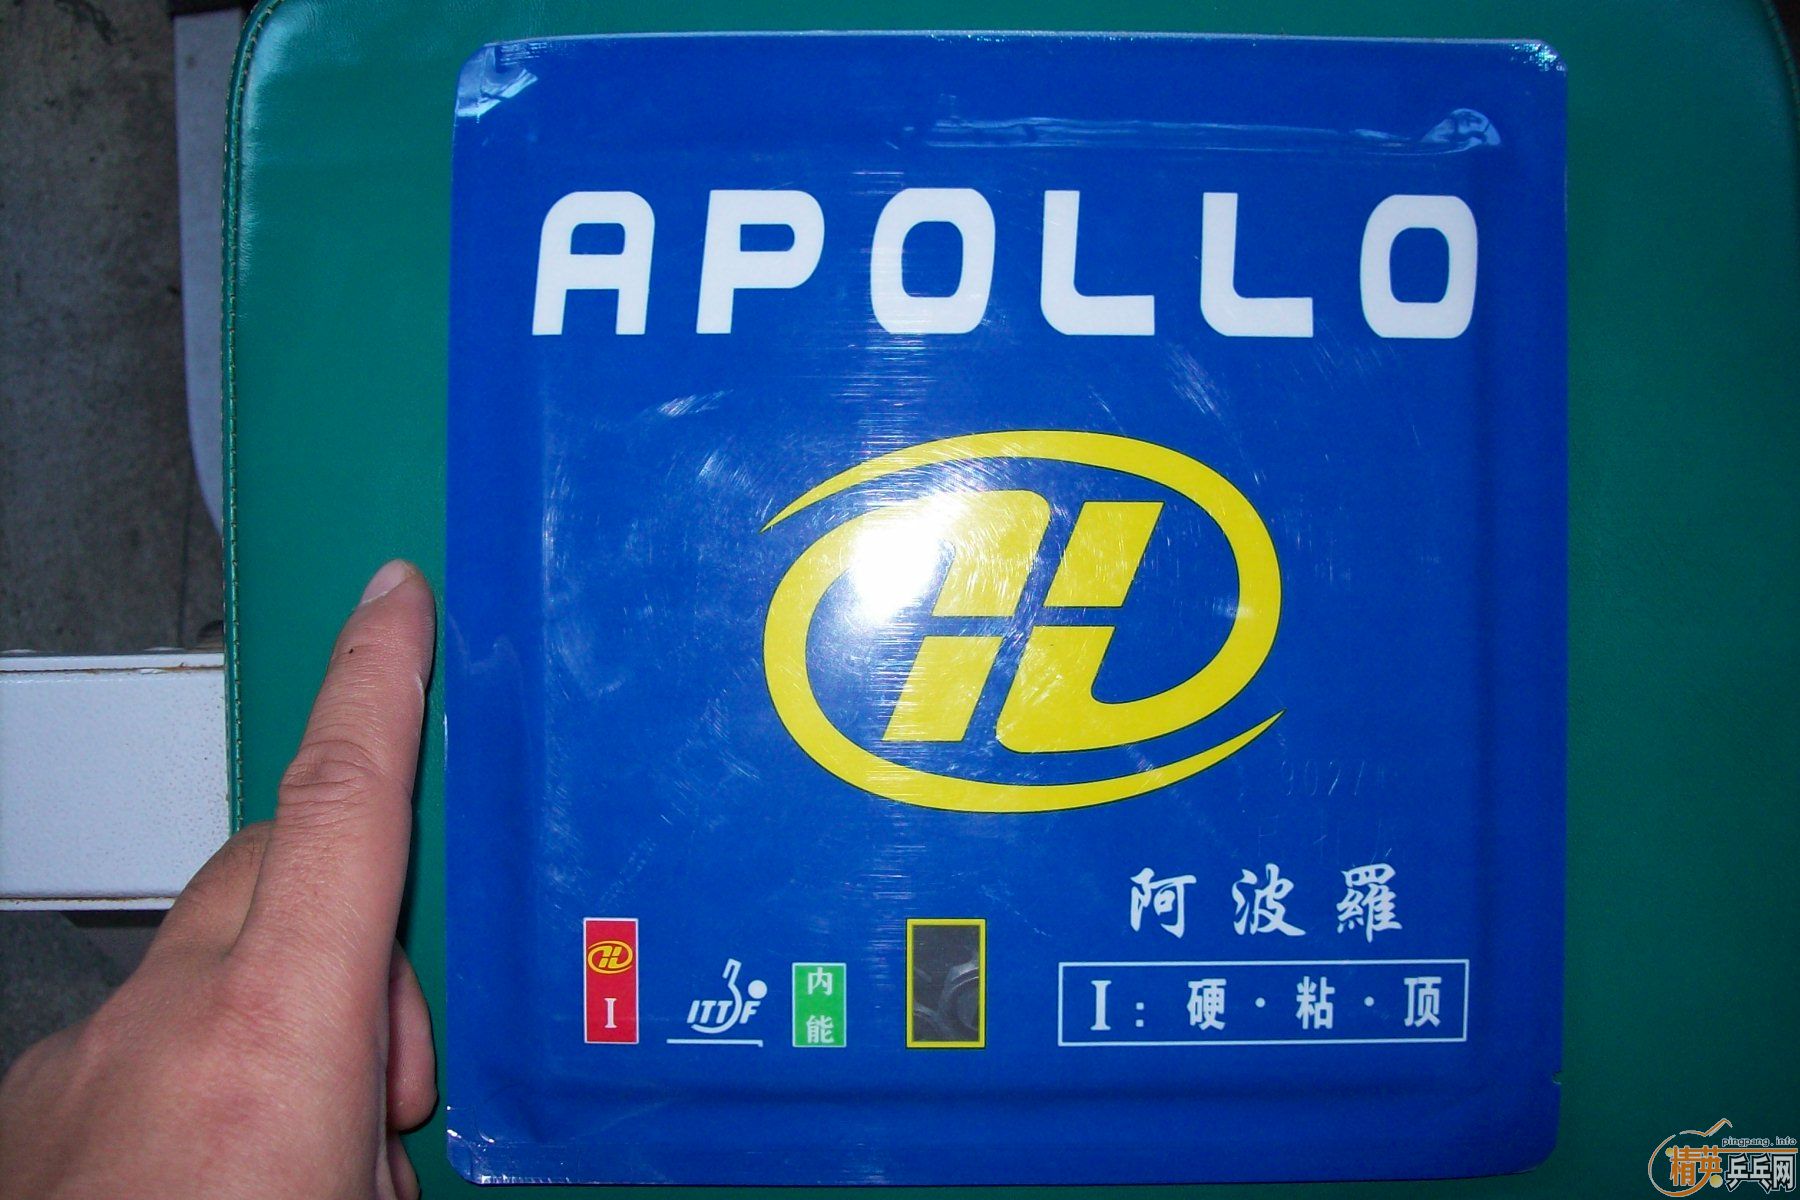 APOLLO
阿波羅
I
ITTF
内
能
I：硬·粘·顶
pingpang.info
精英乒乓网